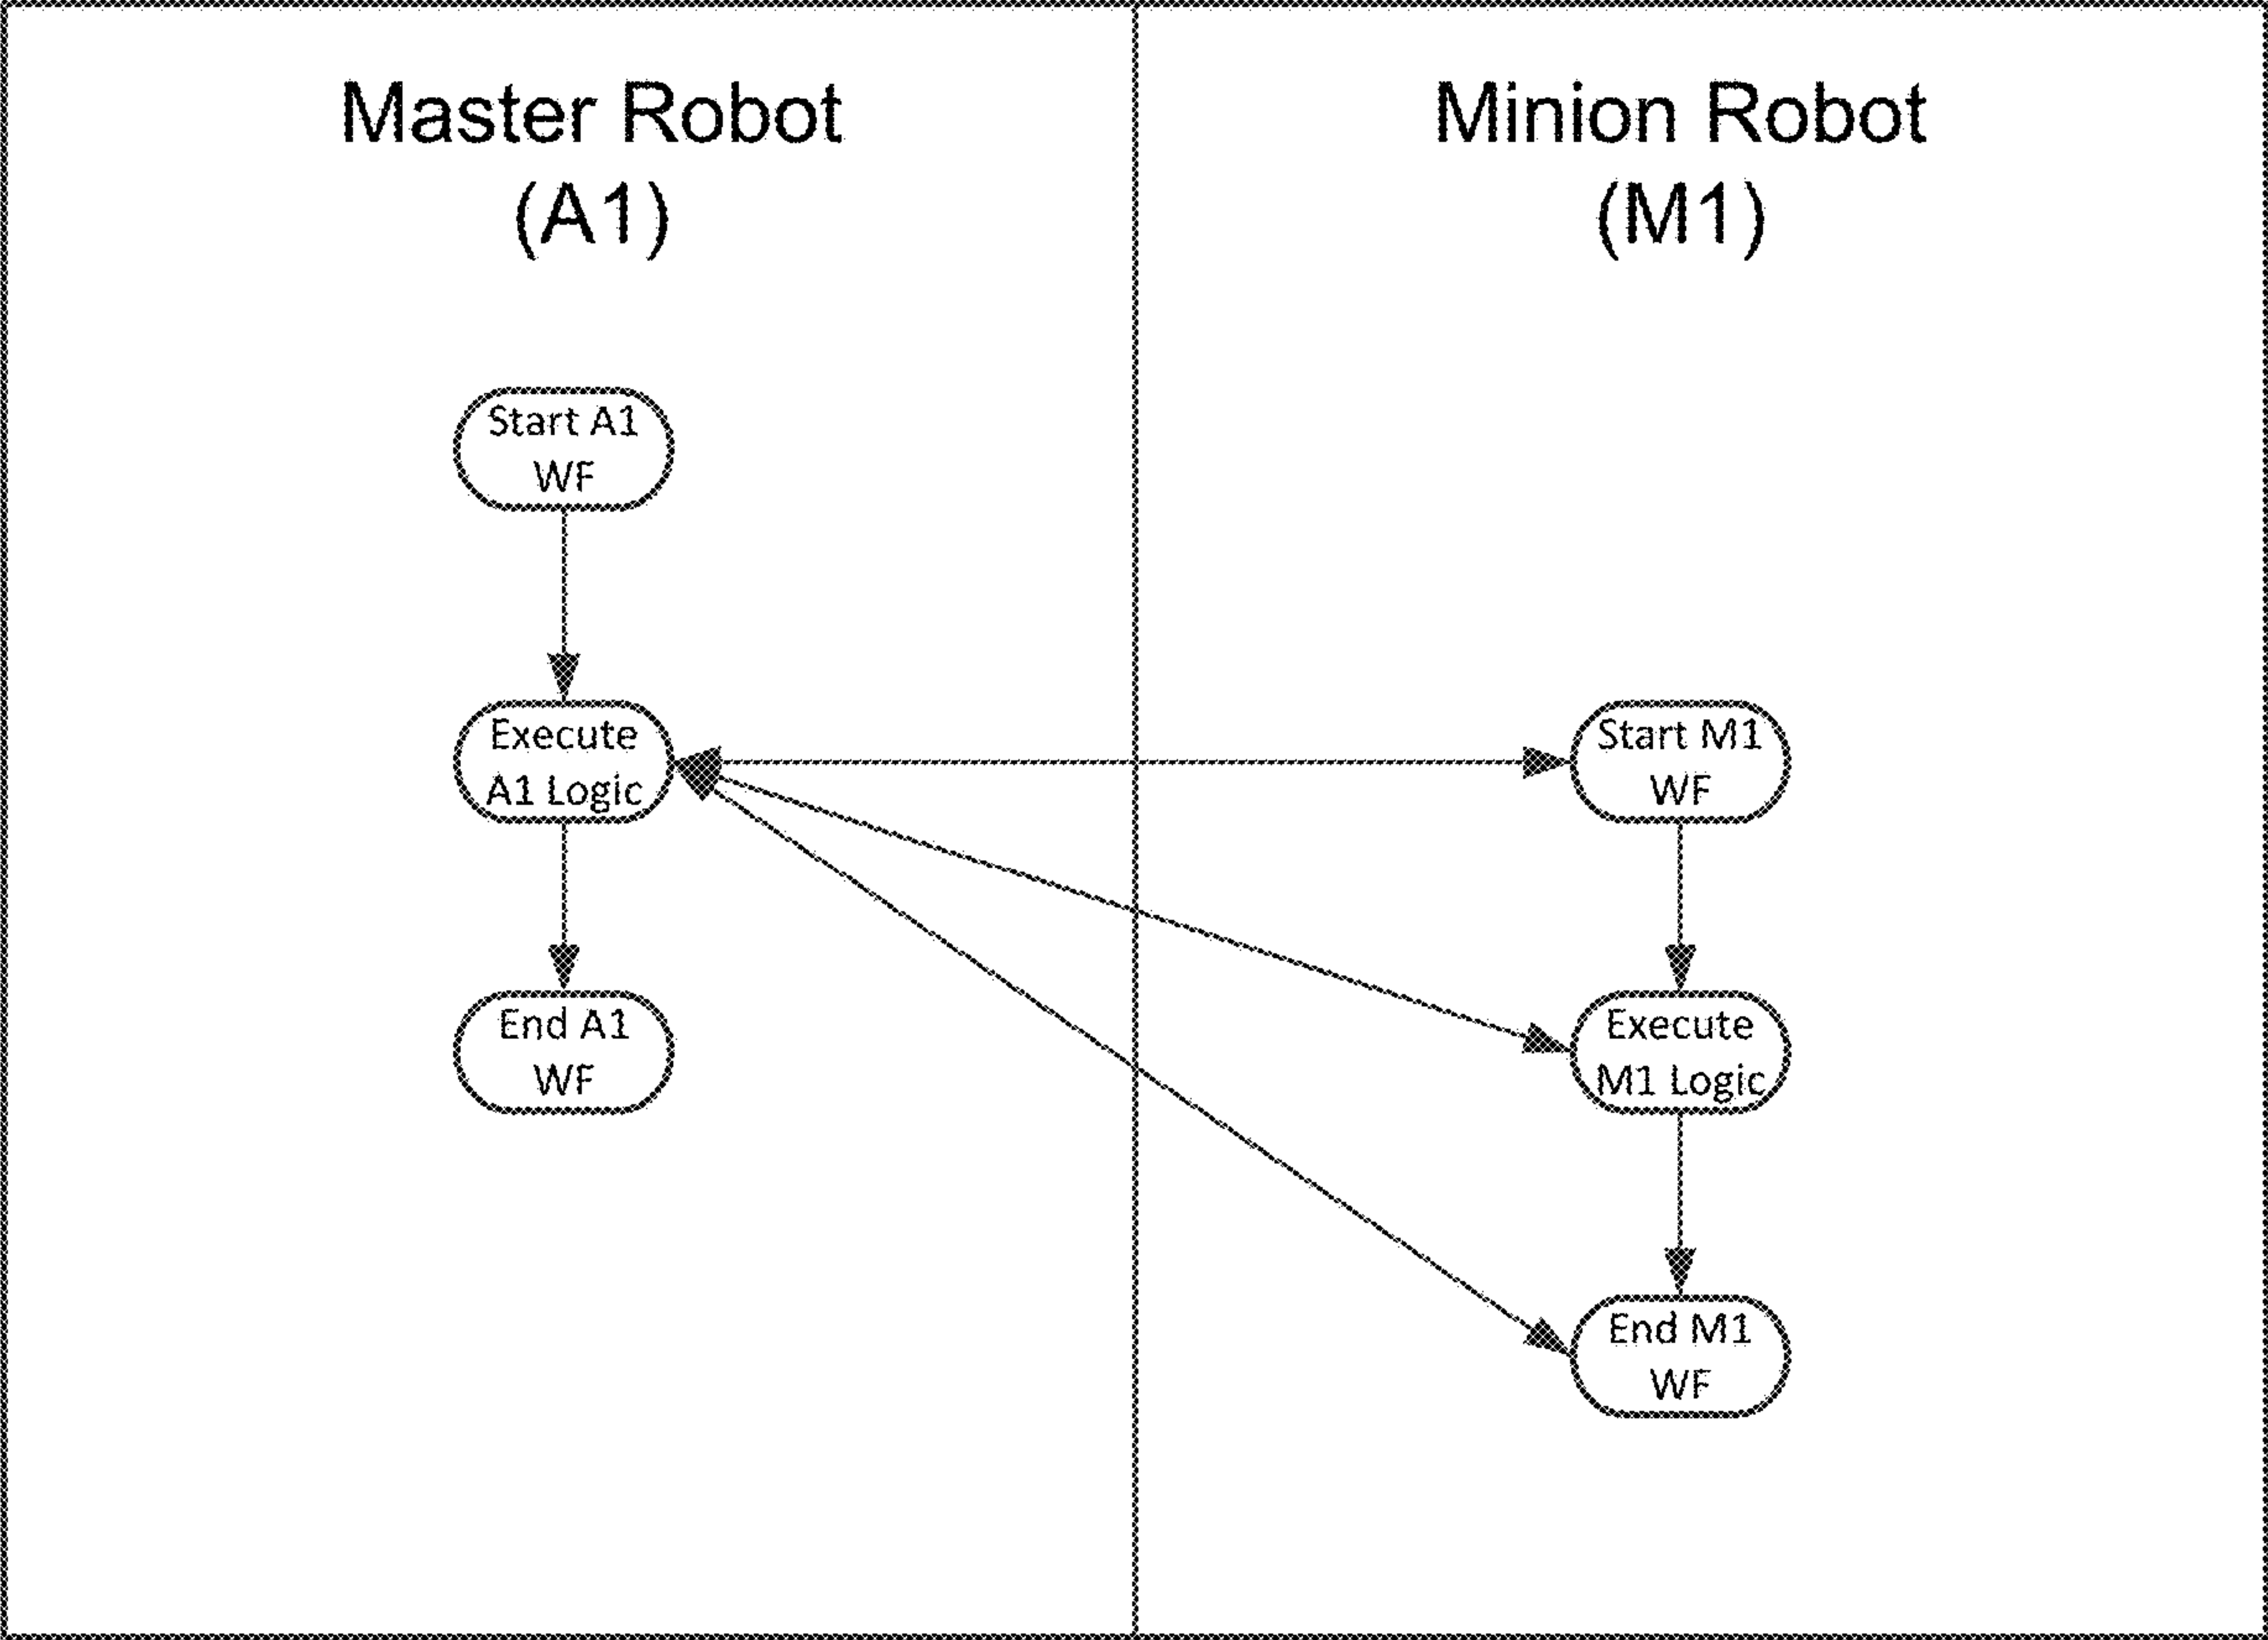 Master Robot
(A1)
Start A1
WF
Execute
A1 Logic
End A1
WF
Minion Robot
(M1)
Start M1
WF
Execute
M1 Logic
End M1
WF